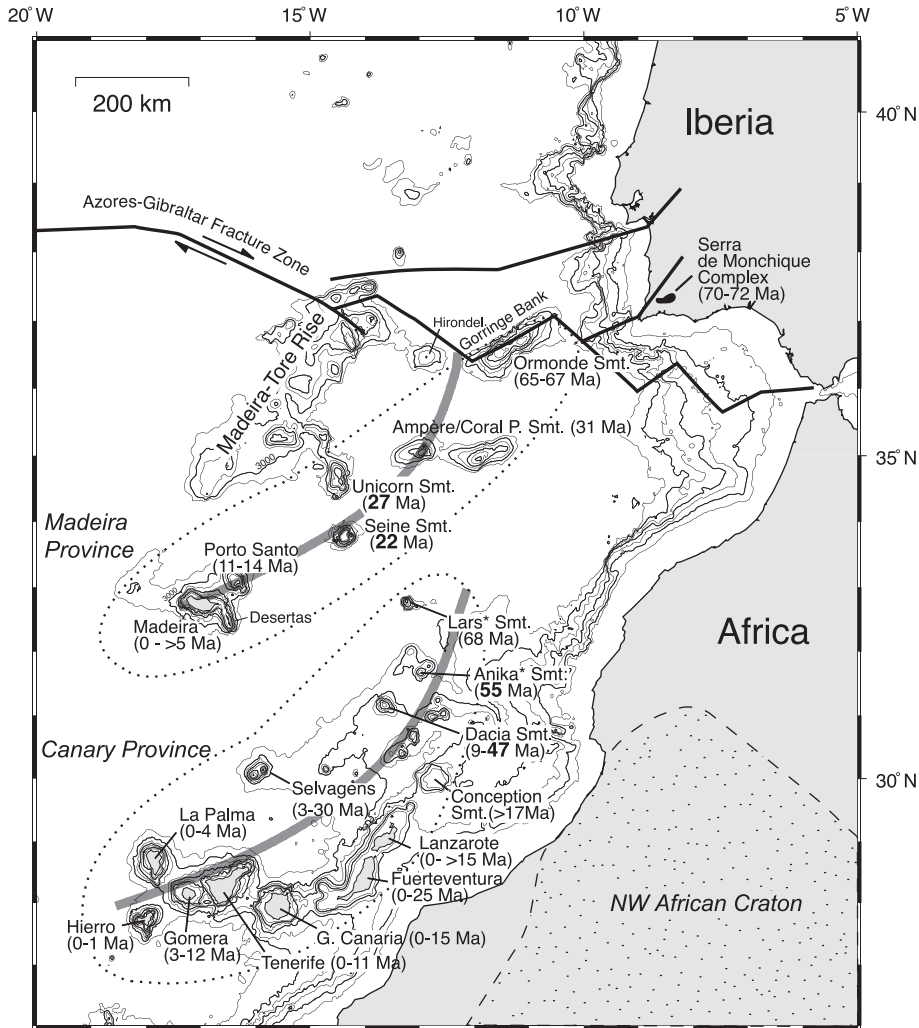 20°W
15°W
10°W
5°W
200 km
40°N
Iberia
Azores-Gibraltar Fracture Zone
Serra
de Monchique
Complex
(70-72 Ma)
Madeira-Tore Rise
Hirondel.
Gorringe Bank
Ormonde Smt.
(65-67 Ma)
Ampère/Coral P. Smt. (31 Ma)
35°N
3000
Unicorn Smt.
(27 Ma)
Madeira
Province
Seine Smt.
(22 Ma)
Porto Santo
(11-14 Ma)
3000
Desertas
Madeira
(0 - >5 Ma)
Lars* Smt.
(68 Ma)
Africa
Anika* Smt.
(55 Ma)
Dacia Smt.
(9-47 Ma)
Canary Province
30°N
Selvagens
(3-30 Ma)
Conception
Smt.(>17Ma)
La Palma
(0-4 Ma)
Lanzarote
(0- >15 Ma)
Fuerteventura
(0-25 Ma)
NW African Craton
Hierro
(0-1 Ma)
Gomera
(3-12 Ma)
G. Canaria (0-15 Ma)
Tenerife (0-11 Ma)